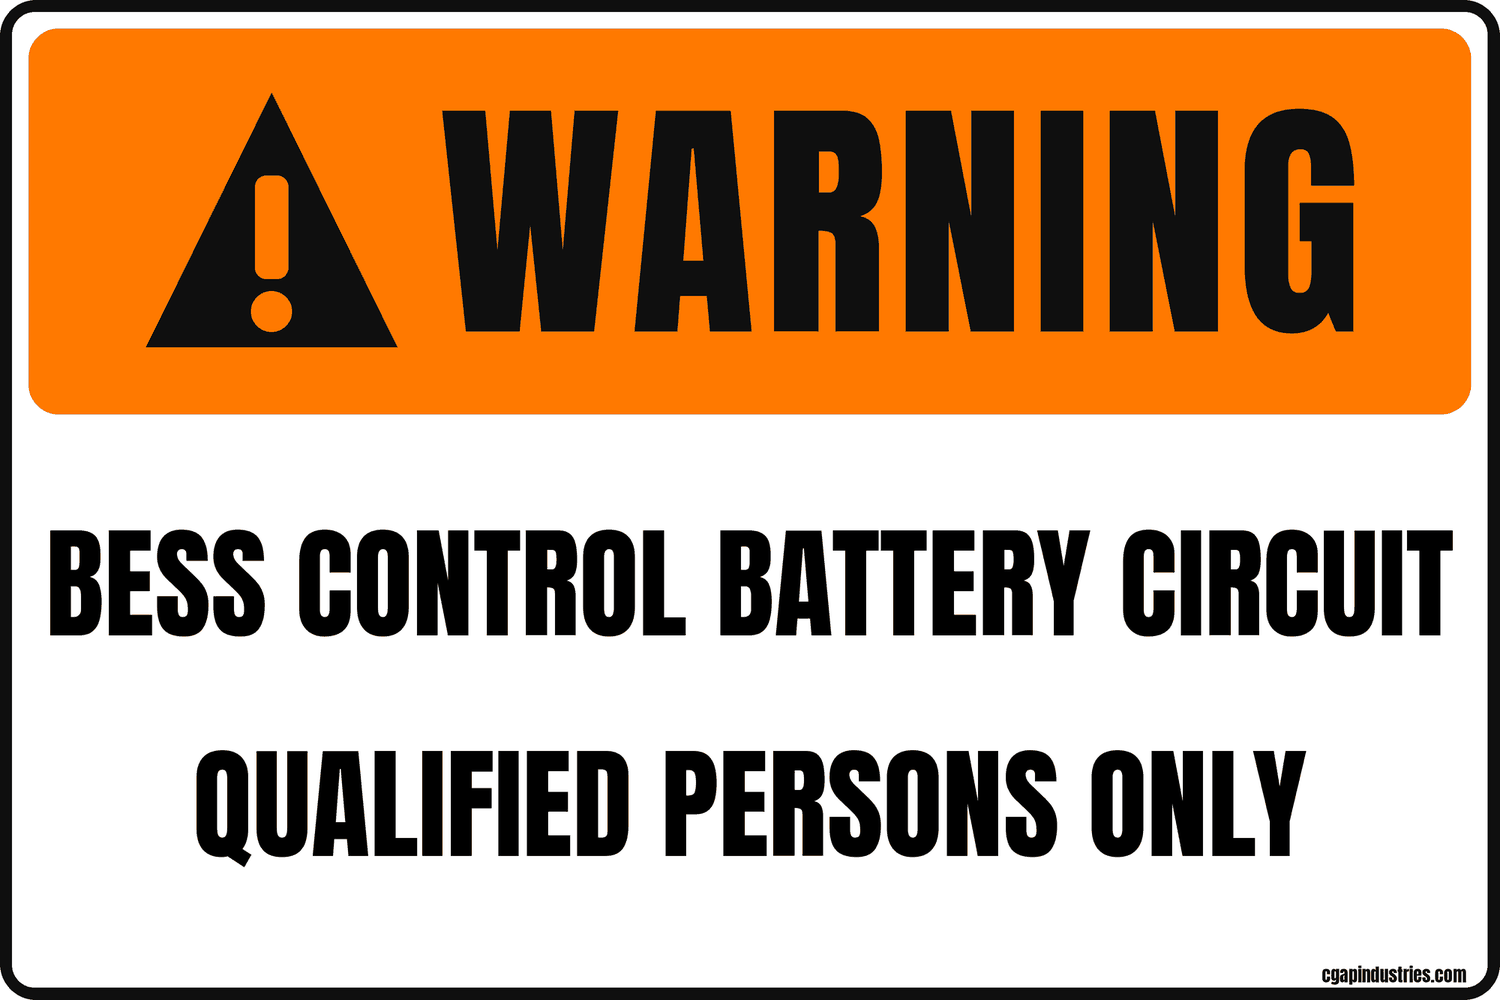 WARNING
BESS CONTROL BATTERY CIRCUIT
QUALIFIED PERSONS ONLY
cgapindustries.com